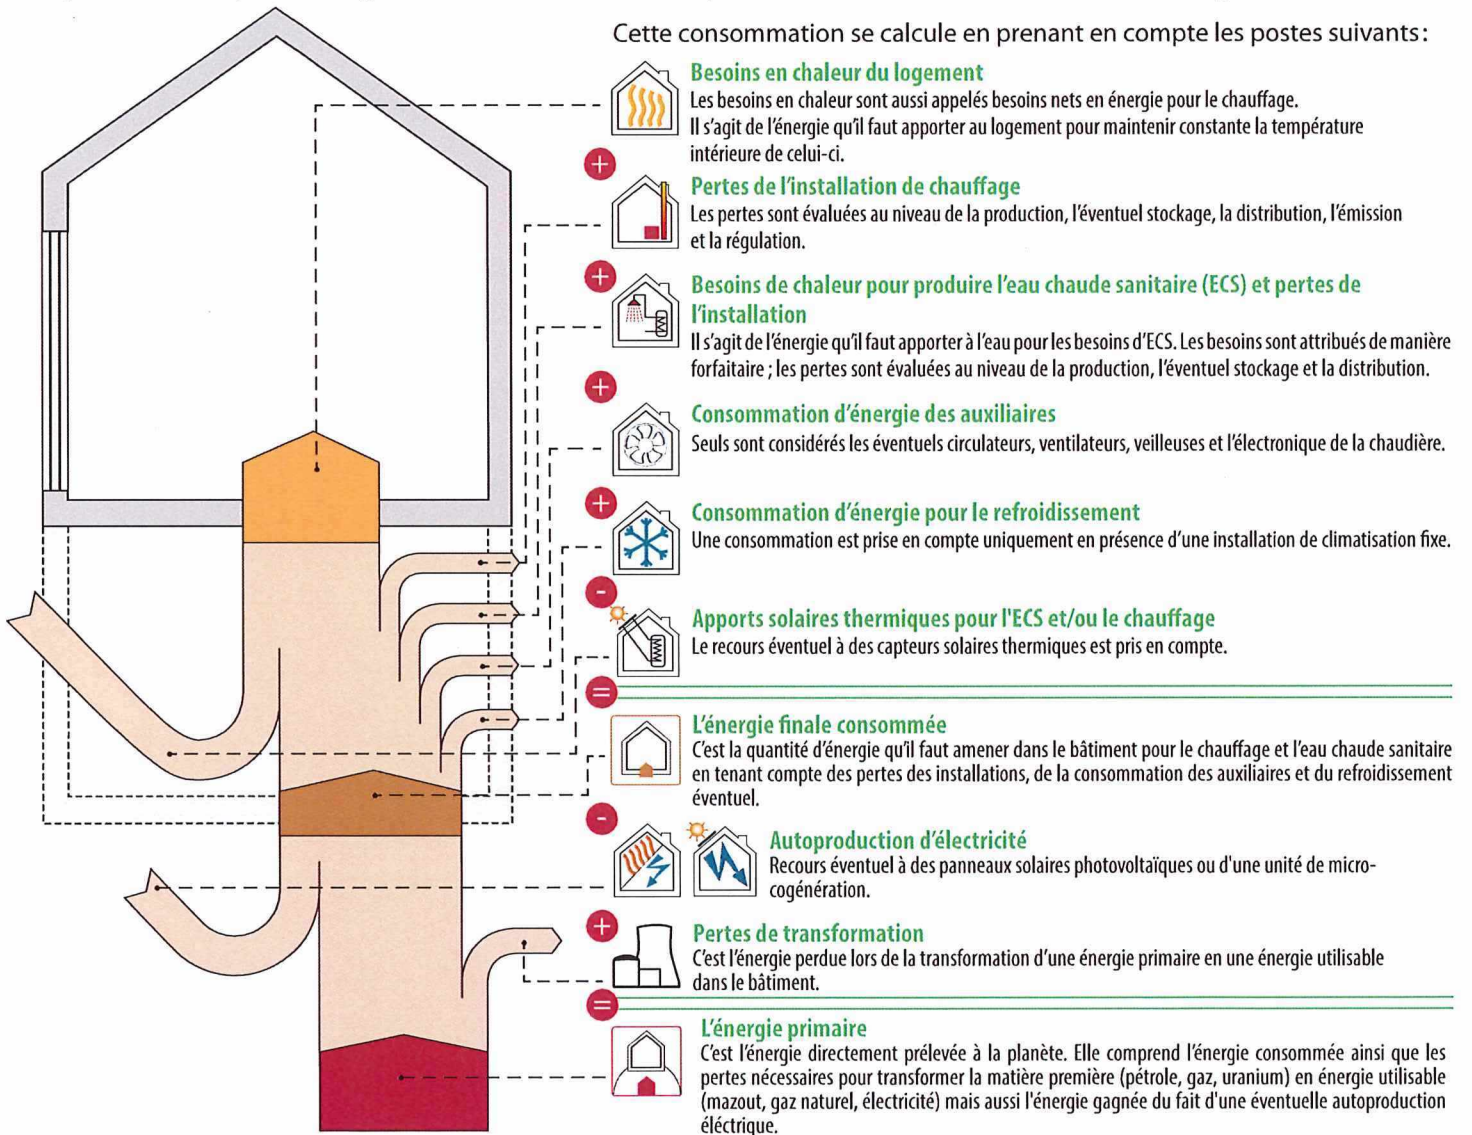 Cette consommation se calcule en prenant en compte les postes suivants:
Besoins en chaleur du logement
Les besoins en chaleur sont aussi appelés besoins nets en énergie pour le chauffage.
Il s'agit de l'énergie qu'il faut apporter au logement pour maintenir constante la température
intérieure de celui-ci.
+
Pertes de l'installation de chauffage
Les pertes sont évaluées au niveau de la production, l'éventuel stockage, la distribution, l'émission
et la régulation.
+
Besoins de chaleur pour produire l'eau chaude sanitaire (ECS) et pertes de
l'installation
Il s'agit de l'énergie qu'il faut apporter à l'eau pour les besoins d'ECS. Les besoins sont attribués de manière
forfaitaire ; les pertes sont évaluées au niveau de la production, l'éventuel stockage et la distribution.
+
Consommation d'énergie des auxiliaires
Seuls sont considérés les éventuels circulateurs, ventilateurs, veilleuses et l'électronique de la chaudière.
+
Consommation d'énergie pour le refroidissement
Une consommation est prise en compte uniquement en présence d'une installation de climatisation fixe.
-
Apports solaires thermiques pour l'ECS et/ou le chauffage
Le recours éventuel à des capteurs solaires thermiques est pris en compte.
=
L'énergie finale consommée
C'est la quantité d'énergie qu'il faut amener dans le bâtiment pour le chauffage et l'eau chaude sanitaire
en tenant compte des pertes des installations, de la consommation des auxiliaires et du refroidissement
éventuel.
-
Autoproduction d'électricité
Recours éventuel à des panneaux solaires photovoltaïques ou d'une unité de micro-
cogénération.
+
Pertes de transformation
C'est l'énergie perdue lors de la transformation d'une énergie primaire en une énergie utilisable
dans le bâtiment.
=
L'énergie primaire
C'est l'énergie directement prélevée à la planète. Elle comprend l'énergie consommée ainsi que les
pertes nécessaires pour transformer la matière première (pétrole, gaz, uranium) en énergie utilisable
(mazout, gaz naturel, électricité) mais aussi l'énergie gagnée du fait d'une éventuelle autoproduction
éléctrique.